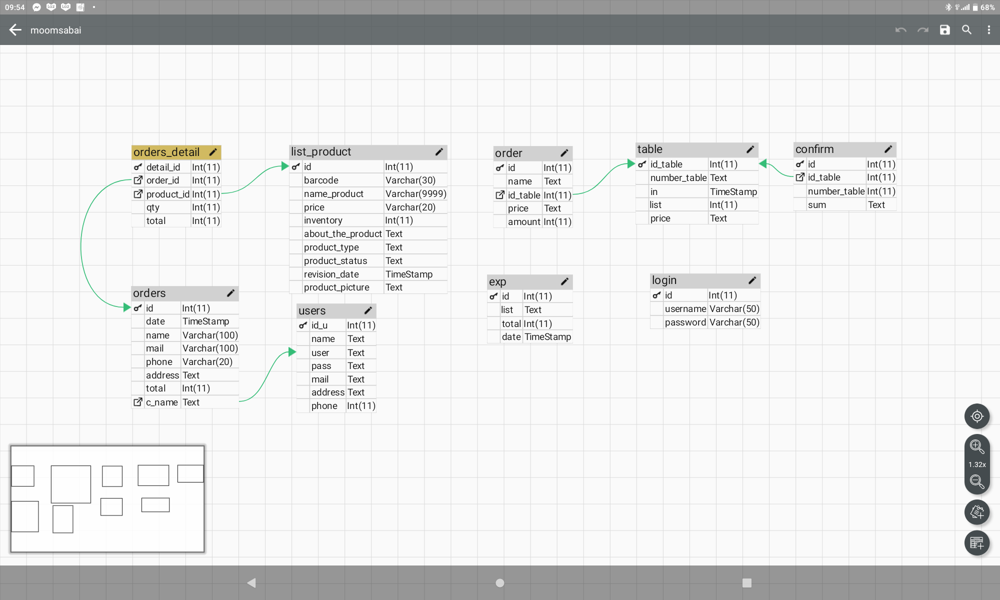 09:54 Laz Laz 4G 68%
moomsabai
orders_detail
detail_id Int(11)
order_id Int(11)
product_id Int(11)
qty Int(11)
total Int(11)
list_product
id Int(11)
barcode Varchar(30)
name_product Varchar(9999)
price Varchar(20)
inventory Int(11)
about_the_product Text
product_type Text
product_status Text
revision_date TimeStamp
product_picture Text
order
id Int(11)
name Text
id_table Int(11)
price Text
amount Int(11)
table
id_table Int(11)
number_table Text
in TimeStamp
list Int(11)
price Text
confirm
id Int(11)
id_table Int(11)
number_table Int(11)
sum Text
orders
id Int(11)
date TimeStamp
name Varchar(100)
mail Varchar(100)
phone Varchar(20)
address Text
total Int(11)
c_name Text
users
id_u Int(11)
name Text
user Text
pass Text
mail Text
address Text
phone Int(11)
exp
id Int(11)
list Text
total Int(11)
date TimeStamp
login
id Int(11)
username Varchar(50)
password Varchar(50)
1.32x